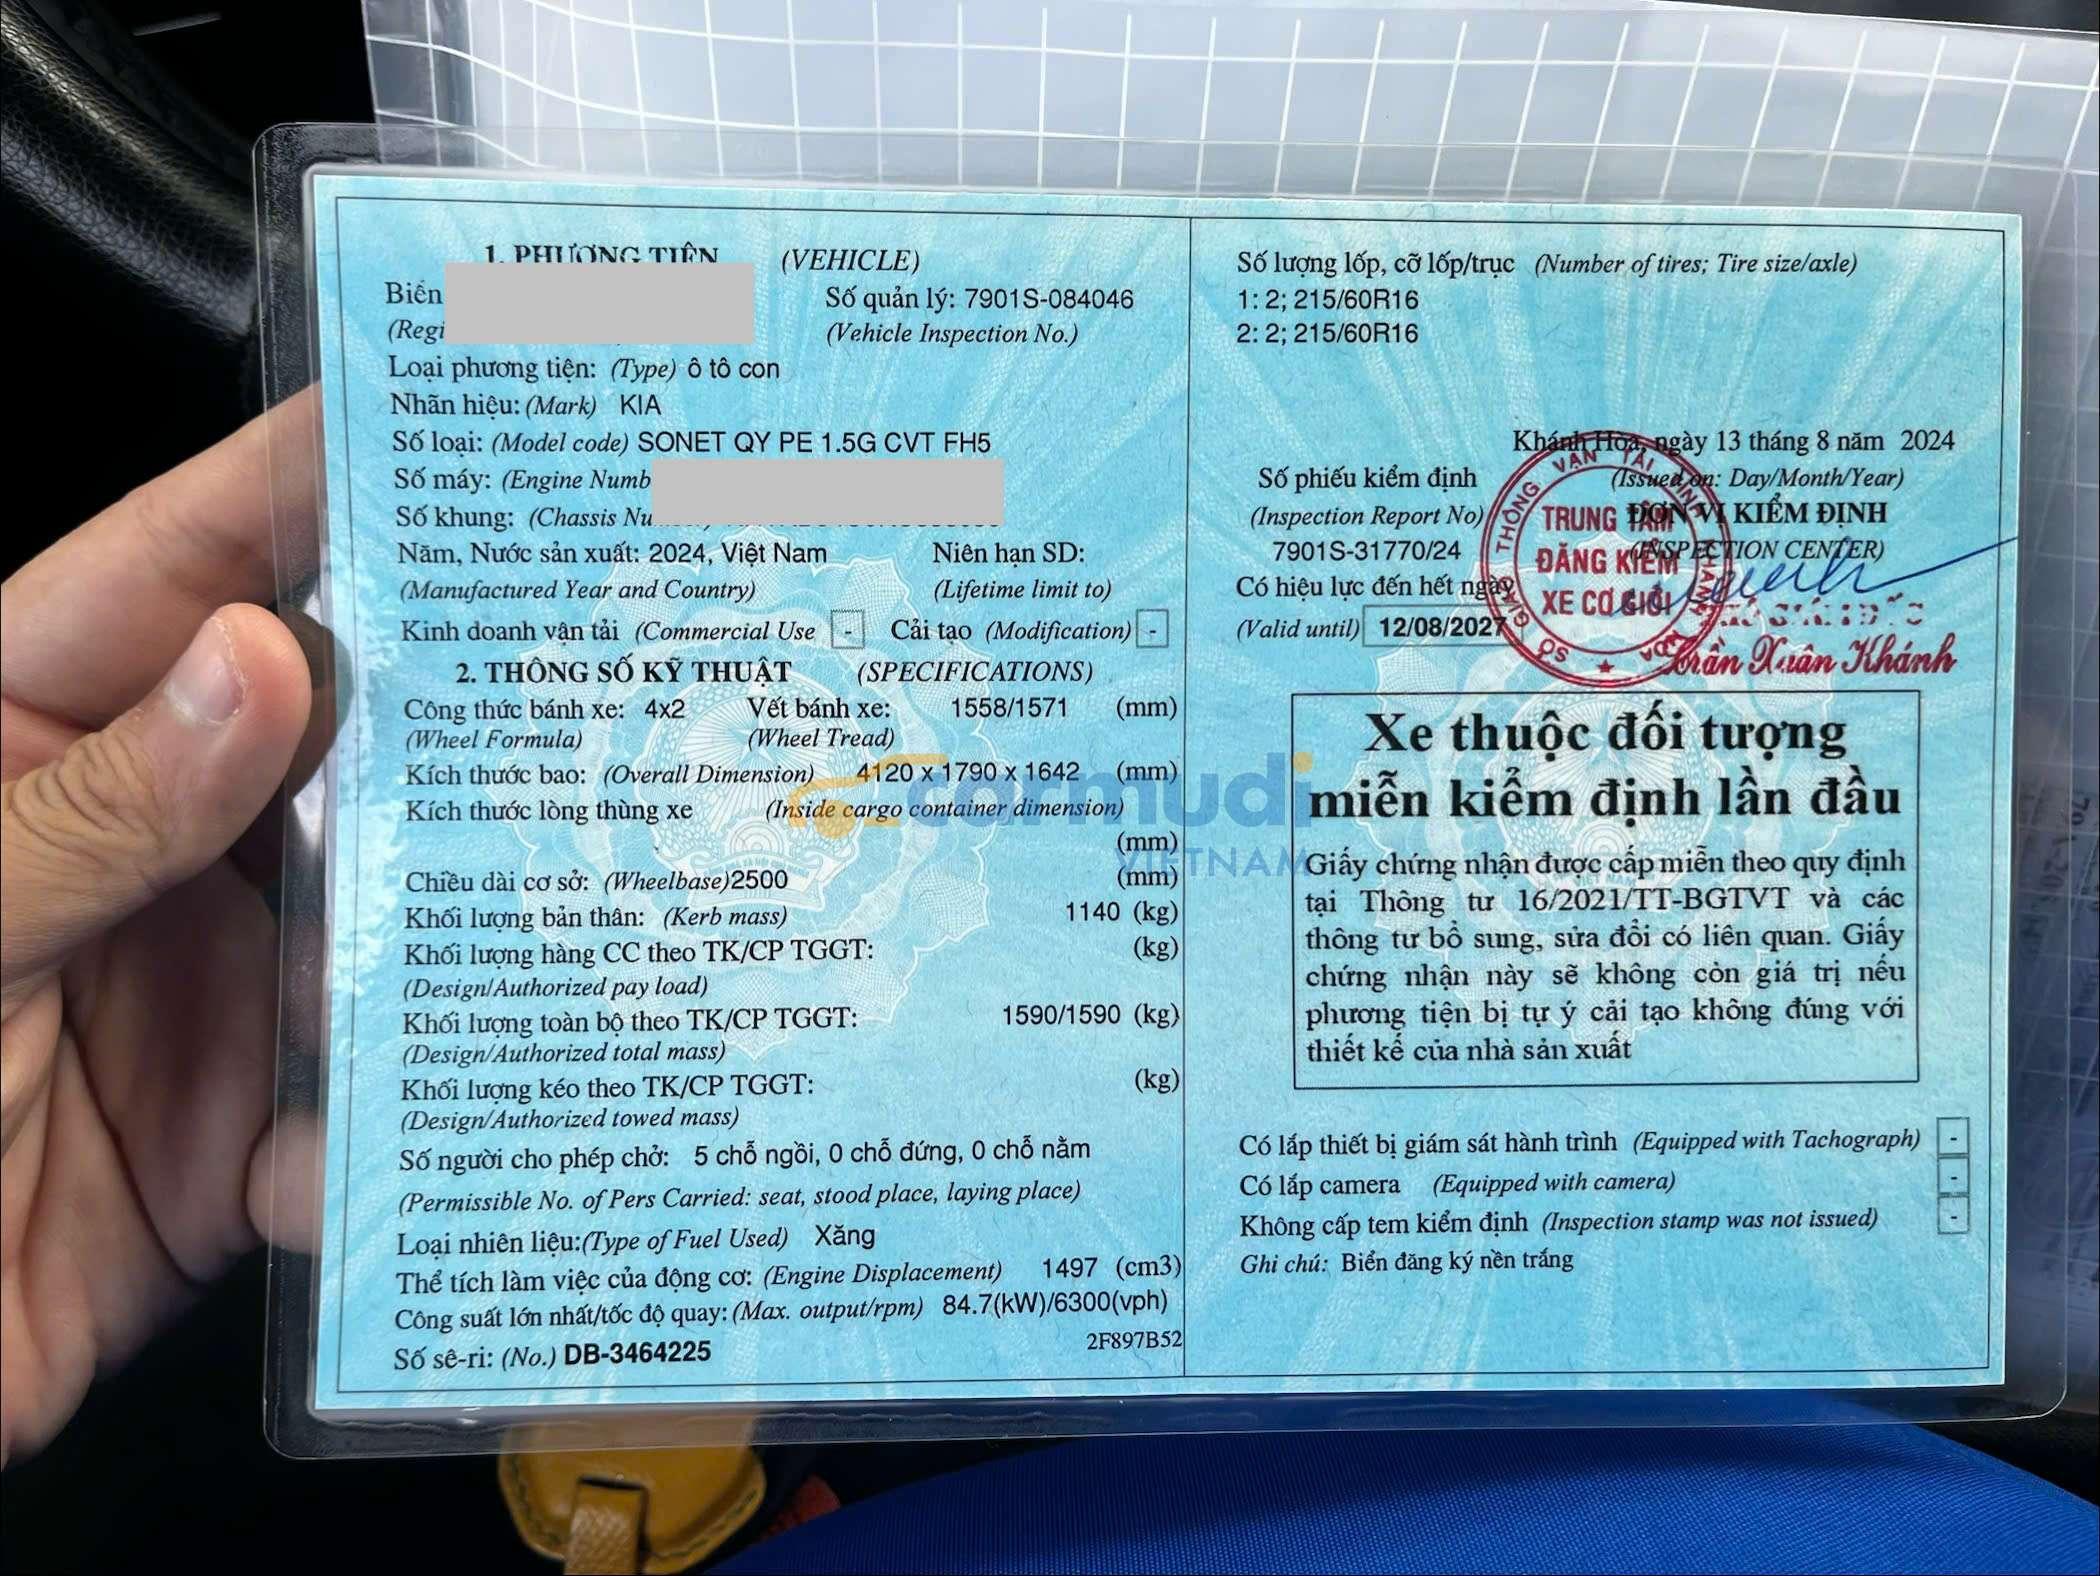 1. PHƯƠNG TIỆN (VEHICLE)
Biển Số quản lý: 7901S-084046
(Regi (Vehicle Inspection No.)
Loại phương tiện: (Type) ô tô con
Nhãn hiệu: (Mark) KIA
Số loại: (Model code) SONET QY PE 1.5G CVT FH5
Số máy: (Engine Numb
Số khung: (Chassis Nu
Năm, Nước sản xuất: 2024, Việt Nam Niên hạn SD:
(Manufactured Year and Country) (Lifetime limit to)
Kinh doanh vận tải (Commercial Use - Cải tạo (Modification) -
2. THÔNG SỐ KỸ THUẬT (SPECIFICATIONS)
Công thức bánh xe: 4x2 Vết bánh xe: 1558/1571 (mm)
(Wheel Formula) (Wheel Tread)
Kích thước bao: (Overall Dimension) 4120 x 1790 x 1642 (mm)
Kích thước lòng thùng xe (Inside cargo container dimension)
(mm)
Chiều dài cơ sở: (Wheelbase)2500 (mm)
Khối lượng bản thân: (Kerb mass) 1140 (kg)
Khối lượng hàng CC theo TK/CP TGGT: (kg)
(Design/Authorized pay load)
Khối lượng toàn bộ theo TK/CP TGGT: 1590/1590 (kg)
(Design/Authorized total mass)
Khối lượng kéo theo TK/CP TGGT: (kg)
(Design/Authorized towed mass)
Số người cho phép chở: 5 chỗ ngồi, 0 chỗ đứng, 0 chỗ nằm
(Permissible No. of Pers Carried: seat, stood place, laying place)
Loại nhiên liệu:(Type of Fuel Used) Xăng
Thể tích làm việc của động cơ: (Engine Displacement) 1497 (cm3)
Công suất lớn nhất/tốc độ quay: (Max. output/rpm) 84.7(kW)/6300(vph)
Số sê-ri: (No.) DB-3464225 2F897B52
Số lượng lốp, cỡ lốp/trục (Number of tires; Tire size/axle)
1: 2; 215/60R16
2: 2; 215/60R16
Khánh Hòa, ngày 13 tháng 8 năm 2024
Số phiếu kiểm định (Issued on: Day/Month/Year)
(Inspection Report No) ĐƠN VỊ KIỂM ĐỊNH
7901S-31770/24 (INSPECTION CENTER)
Có hiệu lực đến hết ngày
(Valid until) 12/08/2027
TRUNG TÂM
ĐĂNG KIỂM
XE CƠ GIỚI
Trần Xuân Khánh
Xe thuộc đối tượng
miễn kiểm định lần đầu
Giấy chứng nhận được cấp miễn theo quy định
tại Thông tư 16/2021/TT-BGTVT và các
thông tư bổ sung, sửa đổi có liên quan. Giấy
chứng nhận này sẽ không còn giá trị nếu
phương tiện bị tự ý cải tạo không đúng với
thiết kế của nhà sản xuất
Có lắp thiết bị giám sát hành trình (Equipped with Tachograph) -
Có lắp camera (Equipped with camera) -
Không cấp tem kiểm định (Inspection stamp was not issued) -
Ghi chú: Biển đăng ký nền trắng
carmudi
VIETNAM